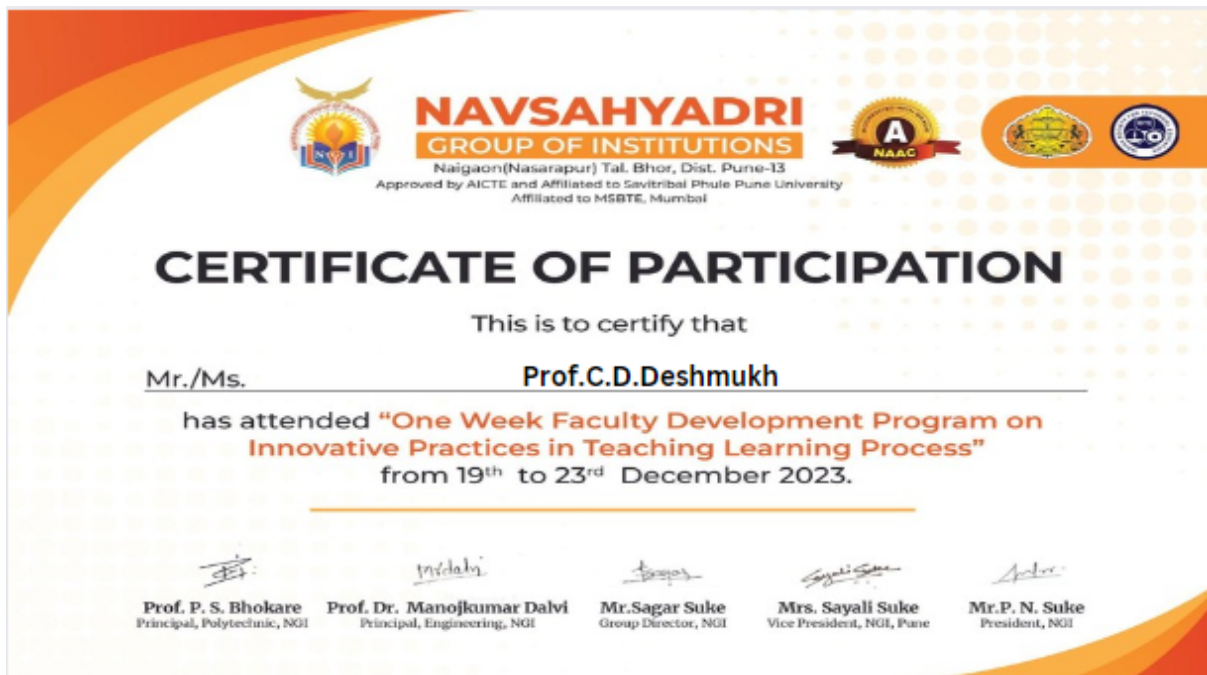 NAVSAHYADRI
GROUP OF INSTITUTIONS
Naigaon(Nasarapur) Tal. Bhor, Dist. Pune-13
Approved by AICTE and Affiliated to Savitribai Phule Pune University
Affiliated to MSBTE, Mumbai
NGI
A
NAAC
CERTIFICATE OF PARTICIPATION
This is to certify that
Mr./Ms. Prof.C.D.Deshmukh
has attended “One Week Faculty Development Program on
Innovative Practices in Teaching Learning Process”
from 19th to 23rd December 2023.
Prof. P. S. Bhokare
Principal, Polytechnic, NGI
Prof. Dr. Manojkumar Dalvi
Principal, Engineering, NGI
Mr.Sagar Suke
Group Director, NGI
Mrs. Sayali Suke
Vice President, NGI, Pune
Mr.P. N. Suke
President, NGI